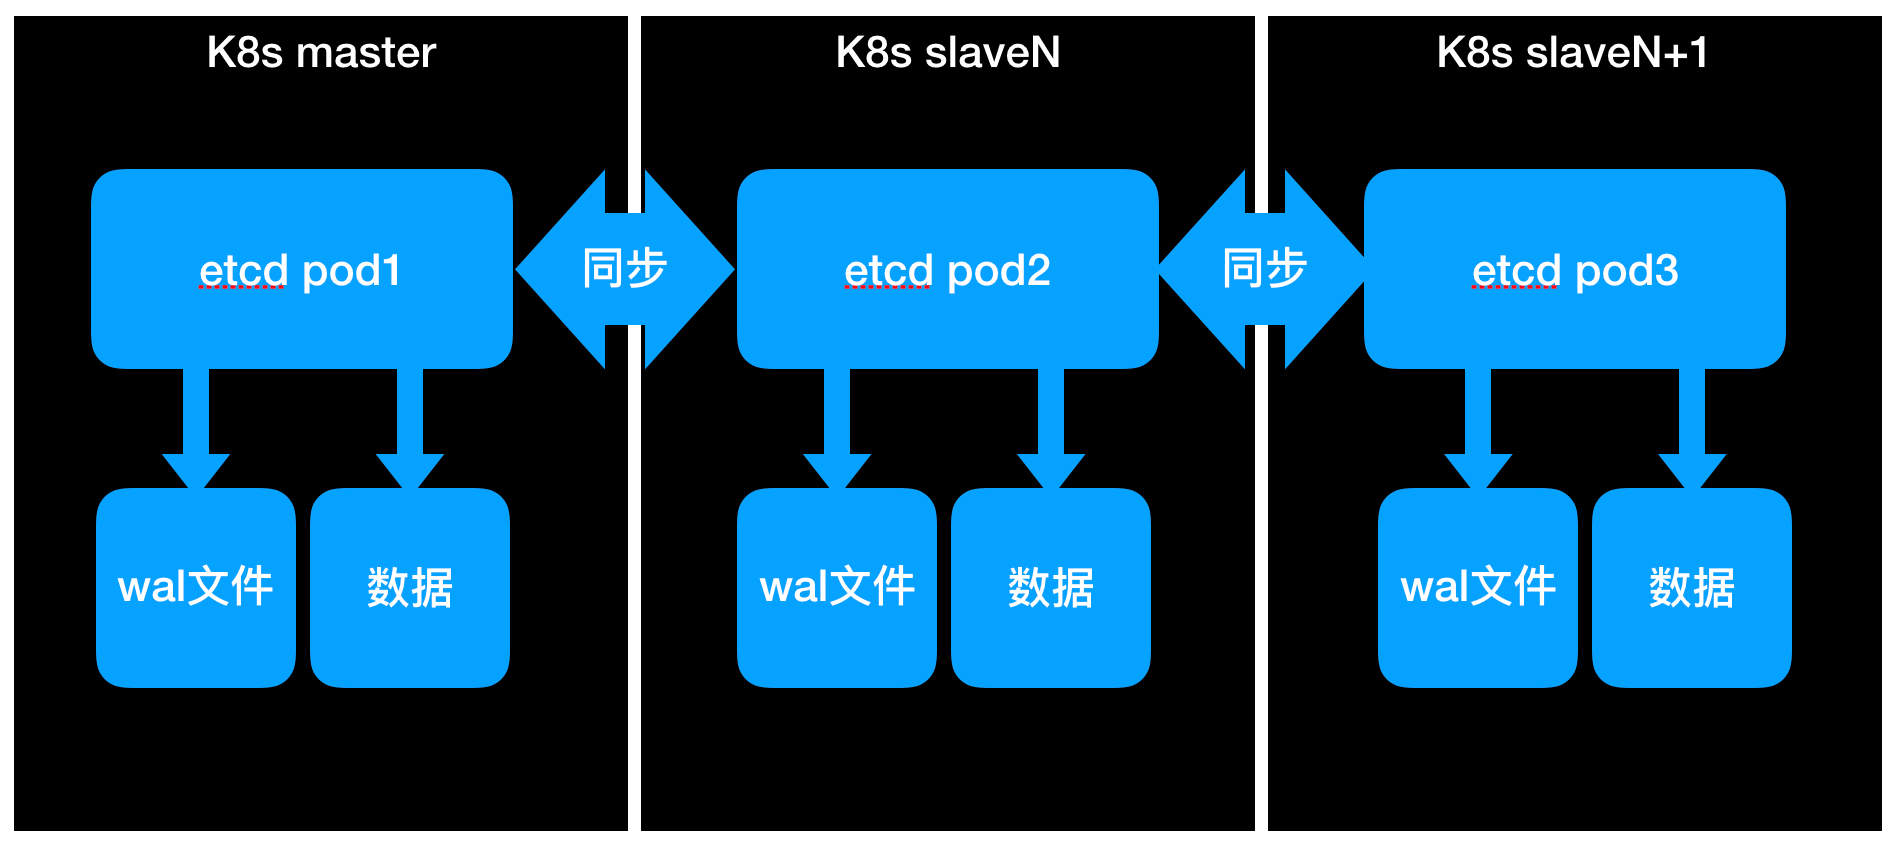 K8s master
K8s slaveN
K8s slaveN+1
etcd pod1
同步
etcd pod2
同步
etcd pod3
wal文件
数据
wal文件
数据
wal文件
数据